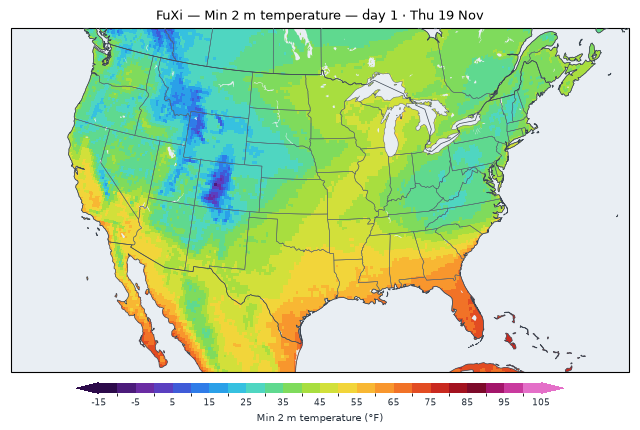 FuXi — Min 2 m temperature — day 1 · Thu 19 Nov
-15 -5 5 15 25 35 45 55 65 75 85 95 105
Min 2 m temperature (°F)